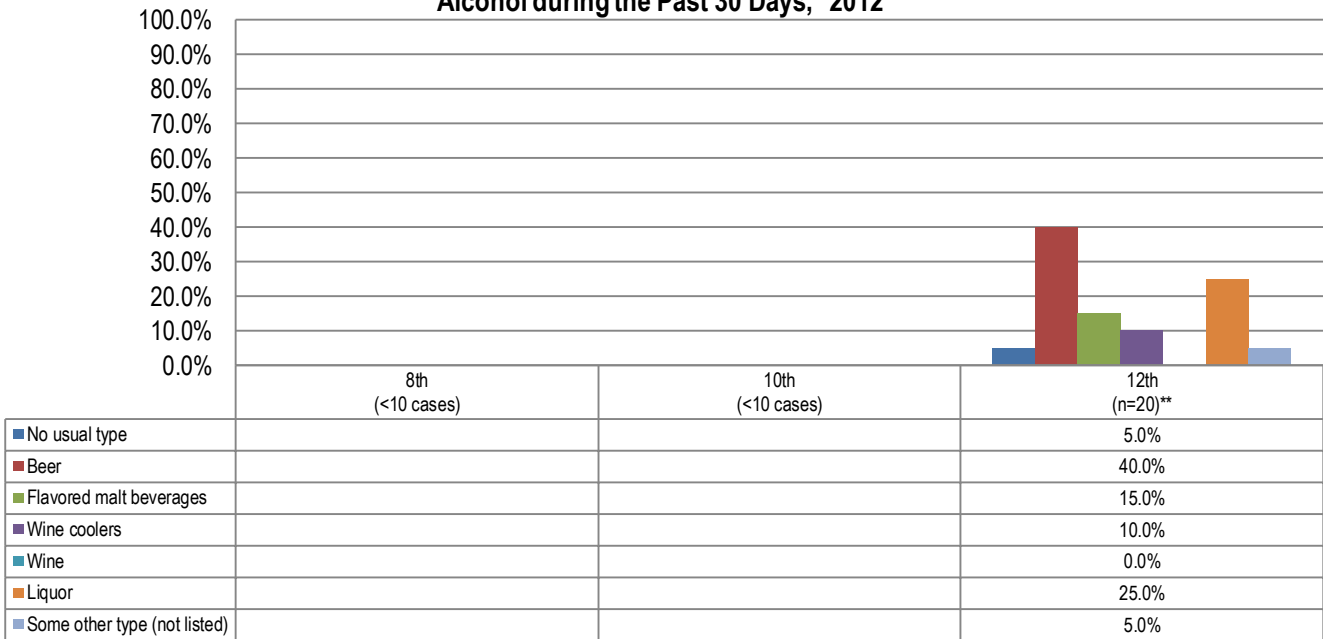 Alcohol during the Past 30 Days, 2012
100.0%
90.0%
80.0%
70.0%
60.0%
50.0%
40.0%
30.0%
20.0%
10.0%
0.0%
8th 10th 12th
(<10 cases) (<10 cases) (n=20)**
No usual type 5.0%
Beer 40.0%
Flavored malt beverages 15.0%
Wine coolers 10.0%
Wine 0.0%
Liquor 25.0%
Some other type (not listed) 5.0%